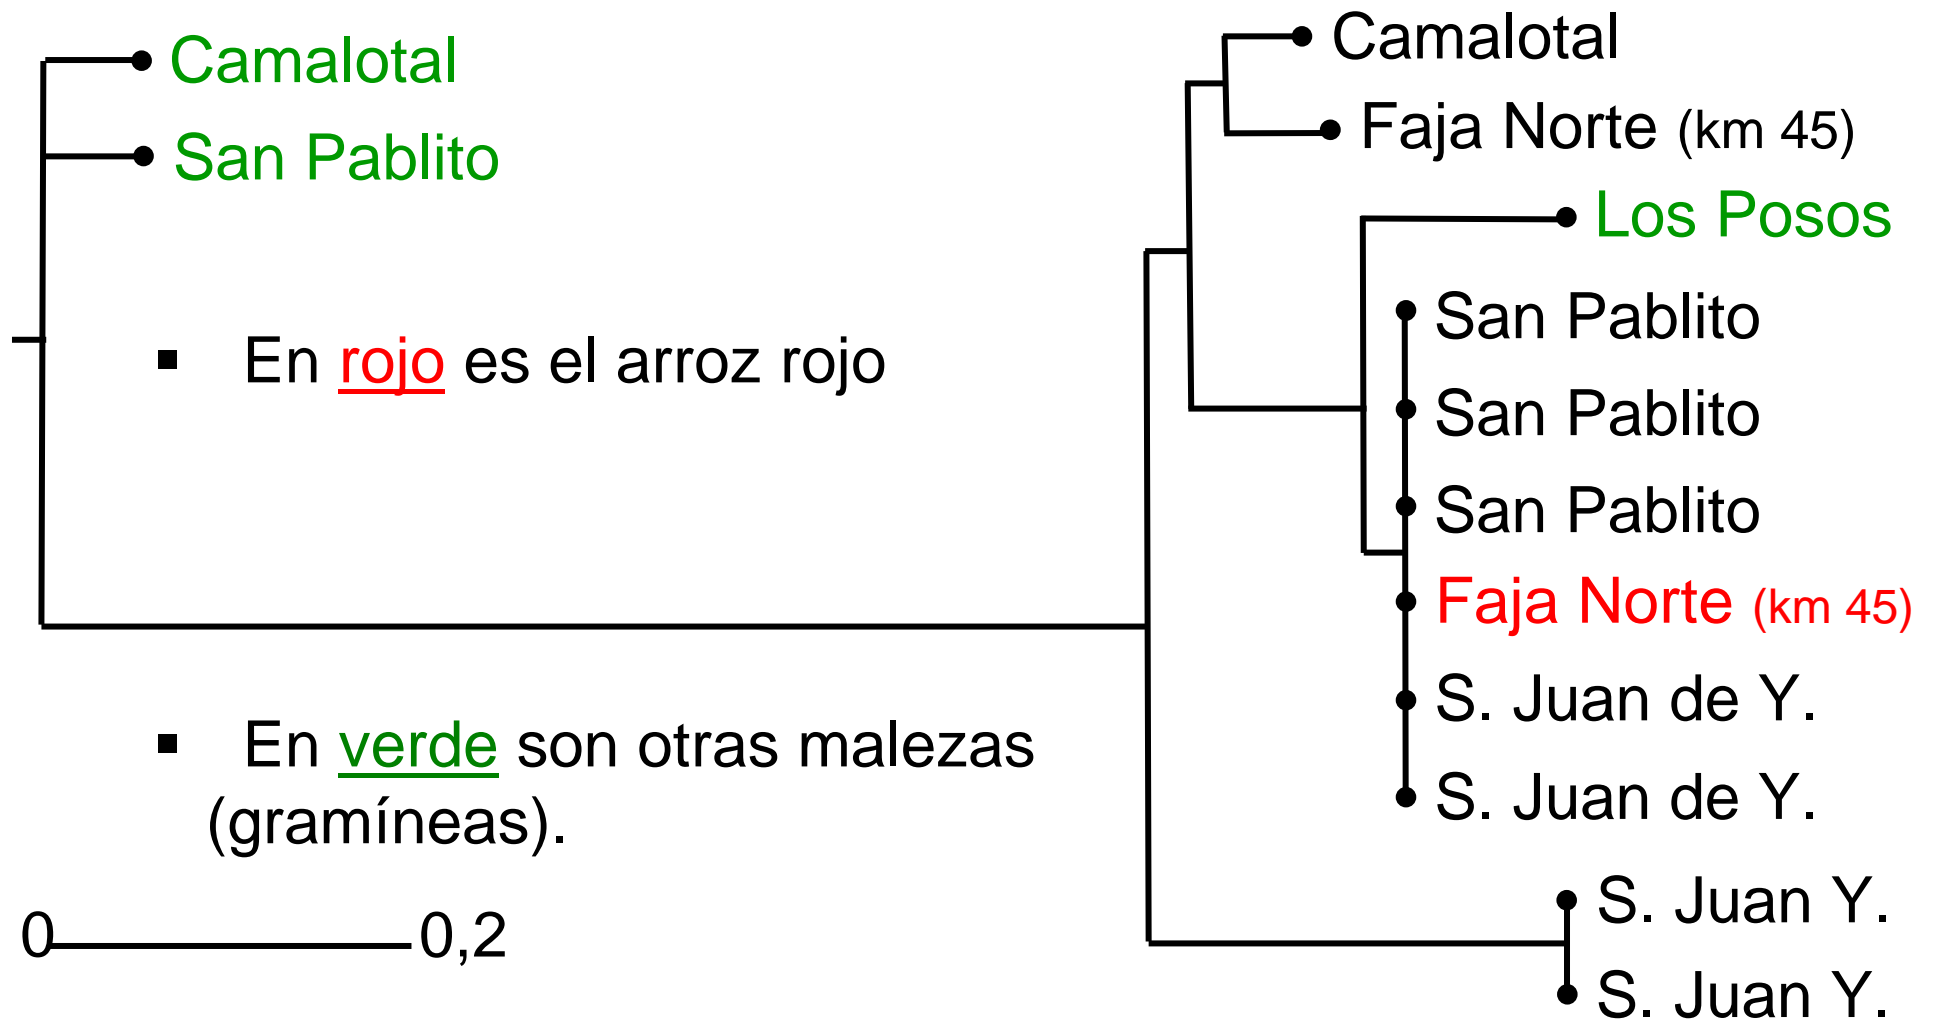 Camalotal
San Pablito
▪ En rojo es el arroz rojo
▪ En verde son otras malezas
(gramíneas).
0 0,2
Camalotal
Faja Norte (km 45)
Los Posos
San Pablito
San Pablito
San Pablito
Faja Norte (km 45)
S. Juan de Y.
S. Juan de Y.
S. Juan Y.
S. Juan Y.